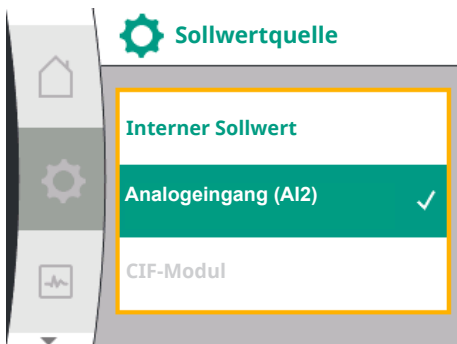 Sollwertquelle
Interner Sollwert
Analogeingang (AI2)
CIF-Modul